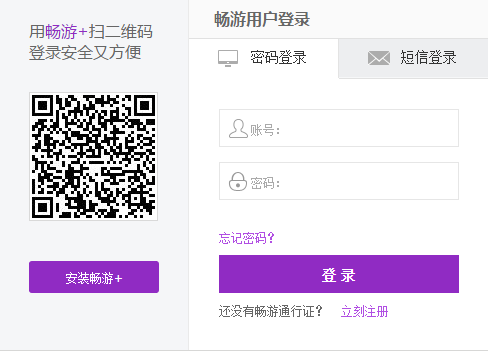 用畅游+扫二维码
登录安全又方便
安装畅游+
畅游用户登录
密码登录
短信登录
账号:
密码:
忘记密码?
登 录
还没有畅游通行证? 立刻注册